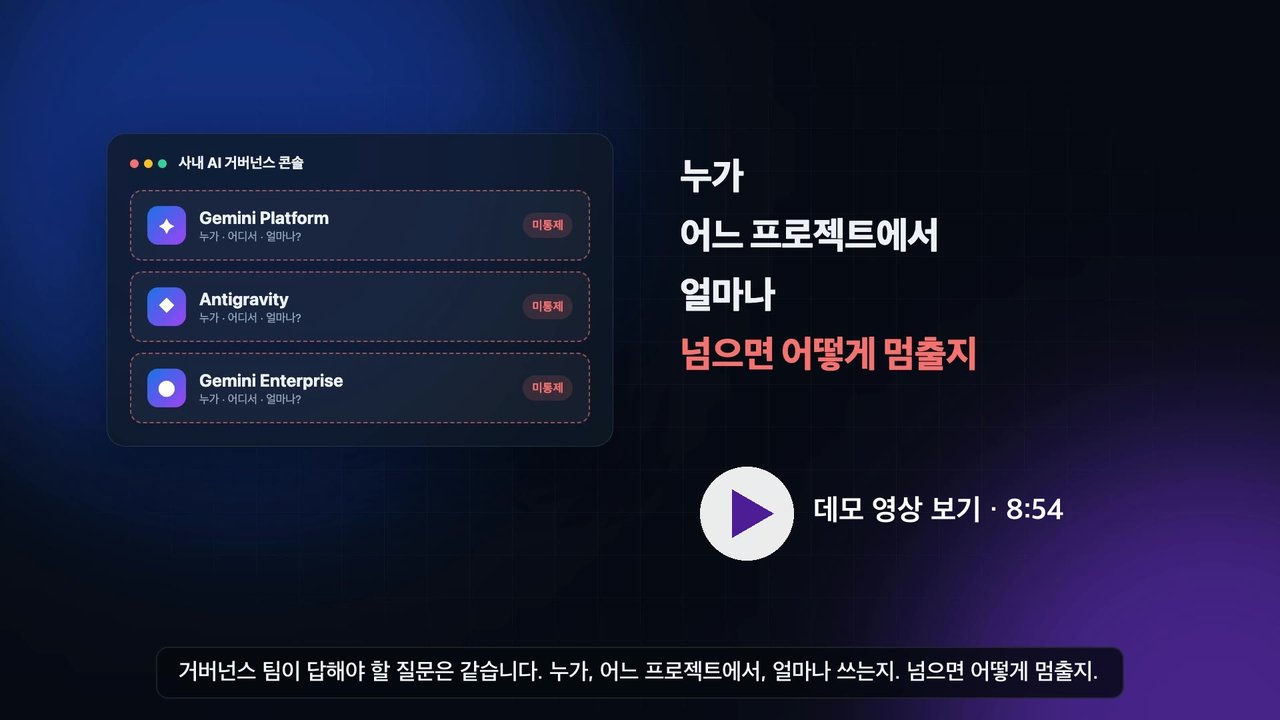 사내 AI 거버넌스 콘솔
Gemini Platform
누가 · 어디서 · 얼마나?
미통제
Antigravity
누가 · 어디서 · 얼마나?
미통제
Gemini Enterprise
누가 · 어디서 · 얼마나?
미통제
누가
어느 프로젝트에서
얼마나
넘으면 어떻게 멈출지
데모 영상 보기 · 8:54
거버넌스 팀이 답해야 할 질문은 같습니다. 누가, 어느 프로젝트에서, 얼마나 쓰는지. 넘으면 어떻게 멈출지.